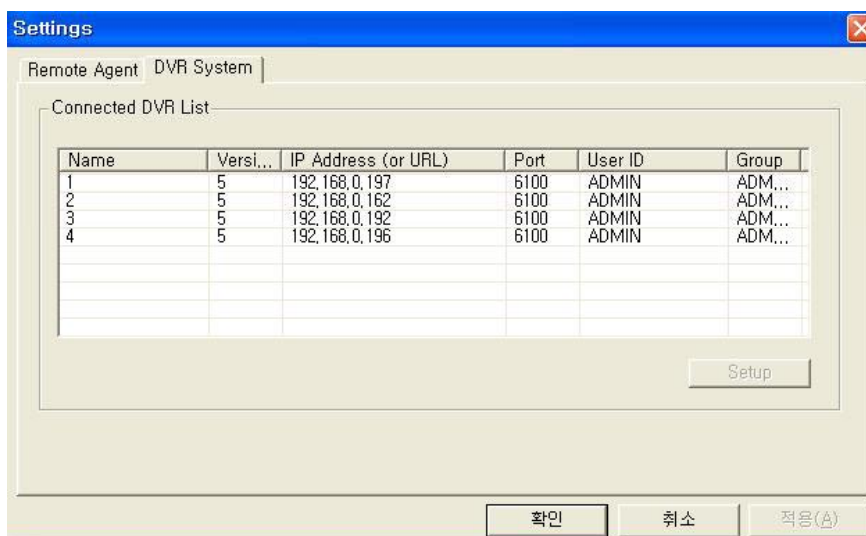 Settings
Remote Agent DVR System
Connected DVR List
Name Versi... IP Address (or URL) Port User ID Group
1 5 192,168,0,197 6100 ADMIN ADM...
2 5 192,168,0,162 6100 ADMIN ADM...
3 5 192,168,0,192 6100 ADMIN ADM...
4 5 192,168,0,196 6100 ADMIN ADM...
Setup
확인 취소 적용(A)